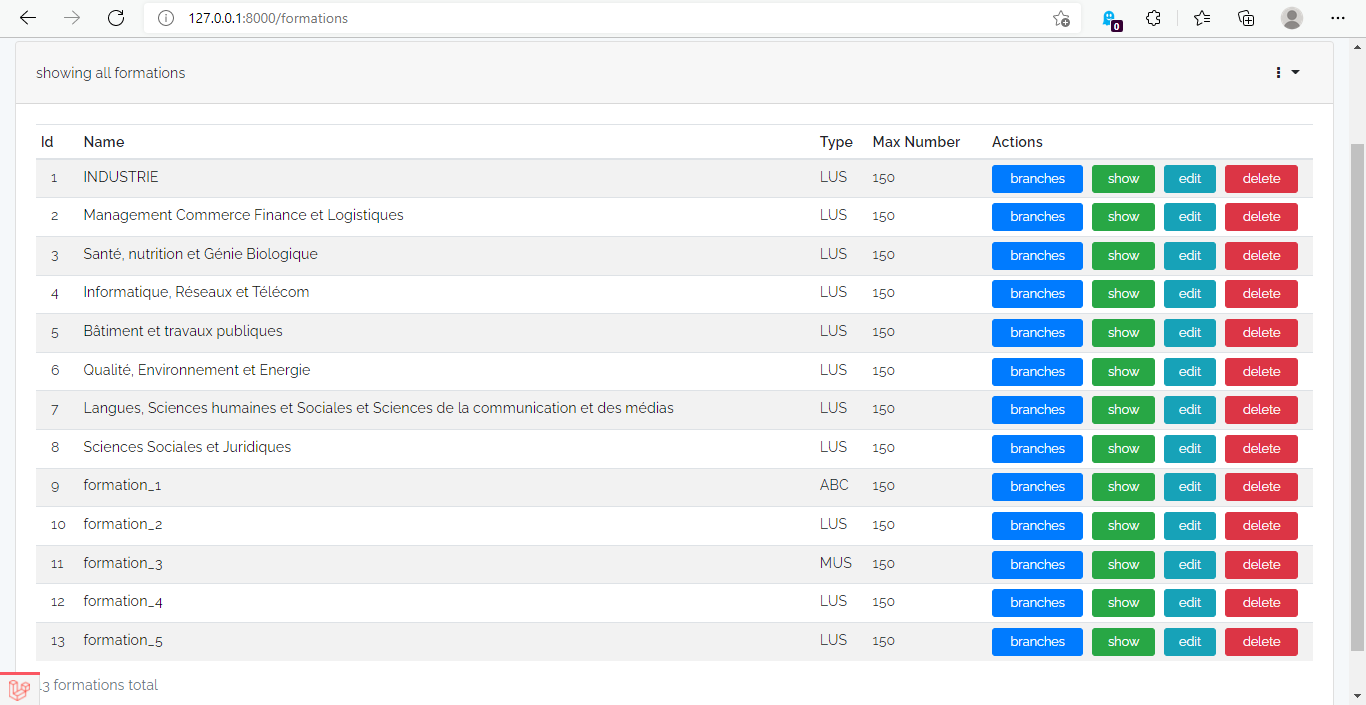 127.0.0.1:8000/formations
0
showing all formations
Id Name Type Max Number Actions
1 INDUSTRIE LUS 150 branches show edit delete
2 Management Commerce Finance et Logistiques LUS 150 branches show edit delete
3 Santé, nutrition et Génie Biologique LUS 150 branches show edit delete
4 Informatique, Réseaux et Télécom LUS 150 branches show edit delete
5 Bâtiment et travaux publiques LUS 150 branches show edit delete
6 Qualité, Environnement et Energie LUS 150 branches show edit delete
7 Langues, Sciences humaines et Sociales et Sciences de la communication et des médias LUS 150 branches show edit delete
8 Sciences Sociales et Juridiques LUS 150 branches show edit delete
9 formation_1 ABC 150 branches show edit delete
10 formation_2 LUS 150 branches show edit delete
11 formation_3 MUS 150 branches show edit delete
12 formation_4 LUS 150 branches show edit delete
13 formation_5 LUS 150 branches show edit delete
3 formations total